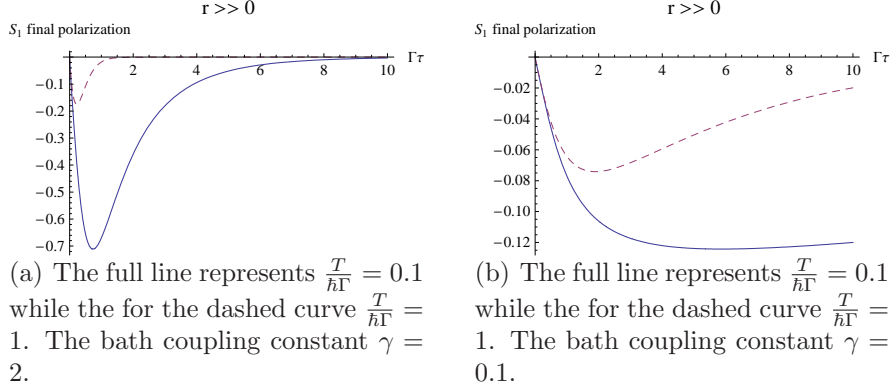 r >> 0
S₁ final polarization
Γτ
2 4 6 8 10
−0.1
−0.2
−0.3
−0.4
−0.5
−0.6
−0.7
(a) The full line represents T/ℏΓ = 0.1
while the for the dashed curve T/ℏΓ =
1. The bath coupling constant γ =
2.
r >> 0
S₁ final polarization
Γτ
2 4 6 8 10
−0.02
−0.04
−0.06
−0.08
−0.10
−0.12
(b) The full line represents T/ℏΓ = 0.1
while the for the dashed curve T/ℏΓ =
1. The bath coupling constant γ =
0.1.